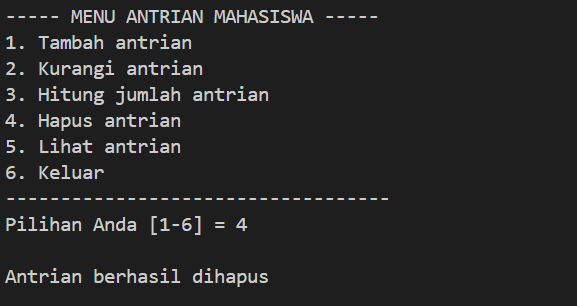 ----- MENU ANTRIAN MAHASISWA -----
1. Tambah antrian
2. Kurangi antrian
3. Hitung jumlah antrian
4. Hapus antrian
5. Lihat antrian
6. Keluar
-----------------------------------
Pilihan Anda [1-6] = 4
Antrian berhasil dihapus